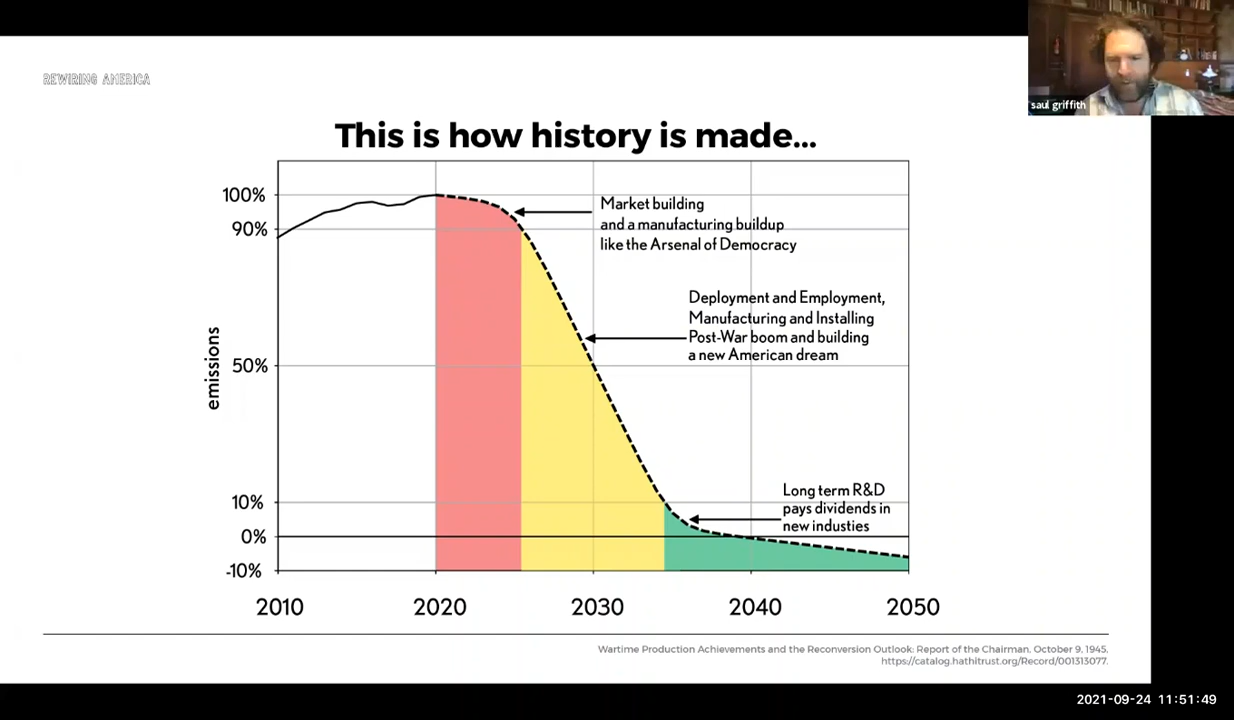 REWIRING AMERICA
saul griffith
This is how history is made...
100%
90%
50%
10%
0%
-10%
emissions
Market building
and a manufacturing buildup
like the Arsenal of Democracy
Deployment and Employment,
Manufacturing and Installing
Post-War boom and building
a new American dream
Long term R&D
pays dividends in
new industies
2010 2020 2030 2040 2050
Wartime Production Achievements and the Reconversion Outlook: Report of the Chairman, October 9, 1945.
https://catalog.hathitrust.org/Record/001313077.
2021-09-24 11:51:49